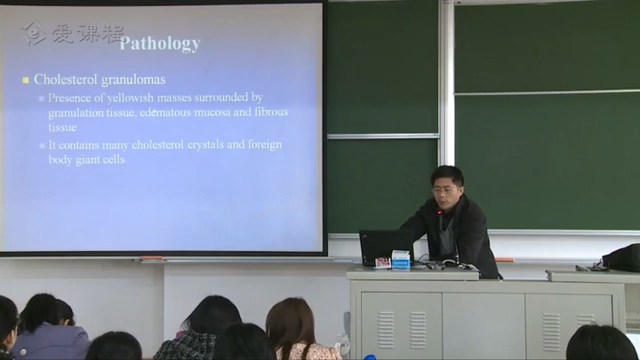 爱课程
Pathology
Cholesterol granulomas
Presence of yellowish masses surrounded by
granulation tissue, edematous mucosa and fibrous
tissue
It contains many cholesterol crystals and foreign
body giant cells